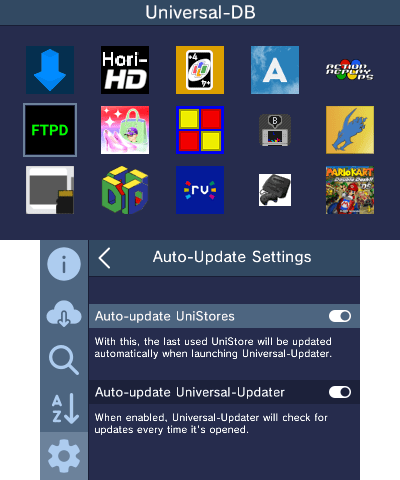 Universal-DB
Hori-
HD
+4
A
ACTION
REPLAY
DS
FTPD
B
rv
MARIO KART
Auto-Update Settings
Auto-update UniStores
With this, the last used UniStore will be updated
automatically when launching Universal-Updater.
Auto-update Universal-Updater
When enabled, Universal-Updater will check for
updates every time it's opened.
A
Z